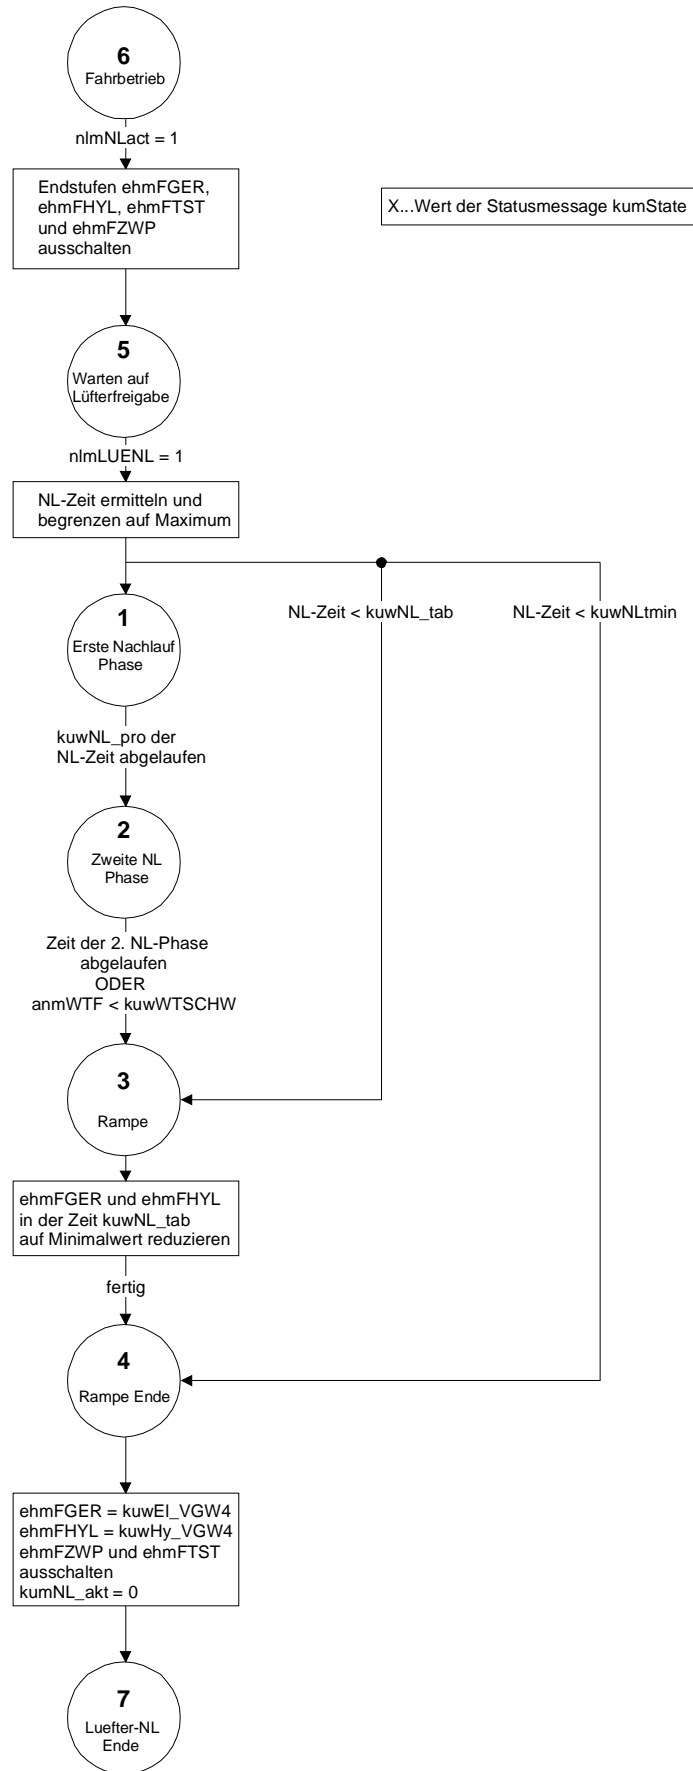 6
Fahrbetrieb
nlmNLact = 1
Endstufen ehmFGER,
ehmFHYL, ehmFTST
und ehmFZWP
ausschalten
X...Wert der Statusmessage kumState
5
Warten auf
Lüfterfreigabe
nlmLUENL = 1
NL-Zeit ermitteln und
begrenzen auf Maximum
NL-Zeit < kuwNL_tab
NL-Zeit < kuwNLtmin
1
Erste Nachlauf
Phase
kuwNL_pro der
NL-Zeit abgelaufen
2
Zweite NL
Phase
Zeit der 2. NL-Phase
abgelaufen
ODER
anmWTF < kuwWTSCHW
3
Rampe
ehmFGER und ehmFHYL
in der Zeit kuwNL_tab
auf Minimalwert reduzieren
fertig
4
Rampe Ende
ehmFGER = kuwEl_VGW4
ehmFHYL = kuwHy_VGW4
ehmFZWP und ehmFTST
ausschalten
kumNL_akt = 0
7
Luefter-NL
Ende